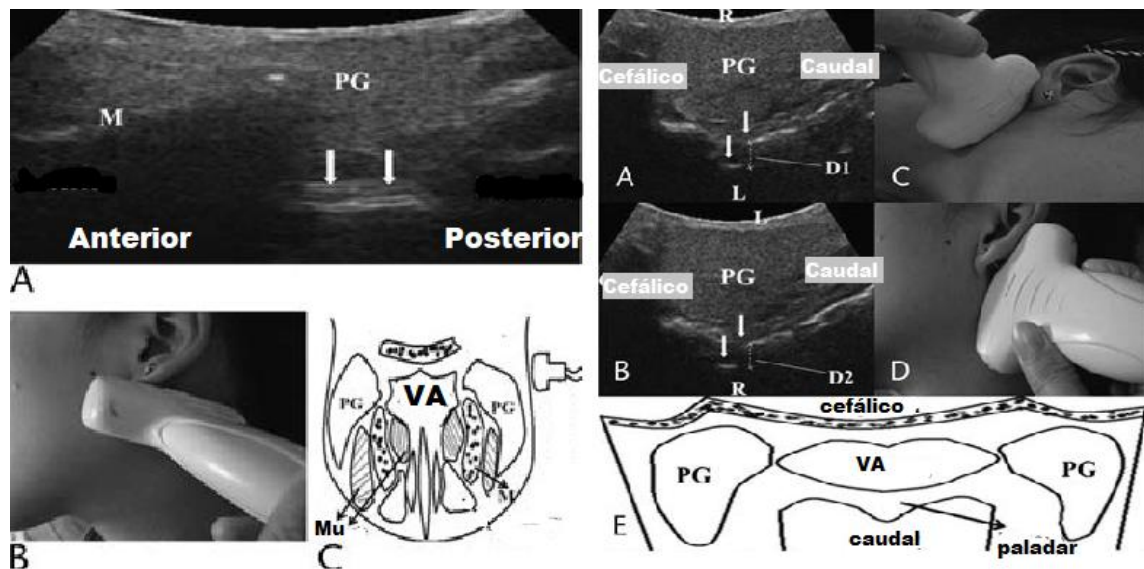 PG
M
Anterior
Posterior
A
B
VA
PG
PG
M
Mu
C
R
Cefálico
PG
Caudal
D1
A
L
C
L
Cefálico
PG
Caudal
D2
B
R
D
cefálico
PG
VA
PG
E
caudal
paladar